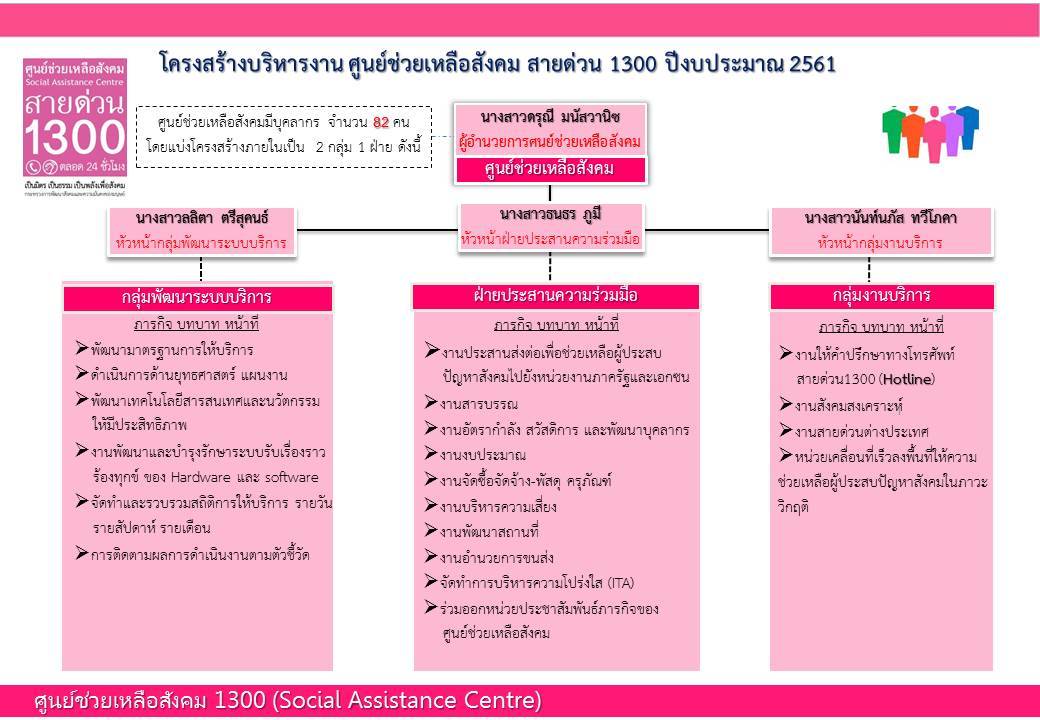 โครงสร้างบริหารงาน ศูนย์ช่วยเหลือสังคม สายด่วน 1300 ปีงบประมาณ 2561
ศูนย์ช่วยเหลือสังคม
Social Assistance Centre
สายด่วน
1300
ตลอด 24 ชั่วโมง
เป็นมิตร เป็นธรรม เป็นพลังเพื่อสังคม
กระทรวงการพัฒนาสังคมและความมั่นคงของมนุษย์
ศูนย์ช่วยเหลือสังคมมีบุคลากร จำนวน 82 คน
โดยแบ่งโครงสร้างภายในเป็น 2 กลุ่ม 1 ฝ่าย ดังนี้
นางสาวดรุณี มนัสวานิช
ผู้อำนวยการศนย์ช่วยเหลือสังคม
ศูนย์ช่วยเหลือสังคม
นางสาวลลิตา ตรีสุคนธ์
หัวหน้ากลุ่มพัฒนาระบบบริการ
นางสาวธนธร ภูมี
หัวหน้าฝ่ายประสานความร่วมมือ
นางสาวนันท์นภัส ทวีโภคา
หัวหน้ากลุ่มงานบริการ
กลุ่มพัฒนาระบบบริการ
ภารกิจ บทบาท หน้าที่
➢พัฒนามาตรฐานการให้บริการ
➢ดำเนินการด้านยุทธศาสตร์ แผนงาน
➢พัฒนาเทคโนโลยีสารสนเทศและนวัตกรรม
ให้มีประสิทธิภาพ
➢งานพัฒนาและบำรุงรักษาระบบรับเรื่องราว
ร้องทุกข์ ของ Hardware และ software
➢จัดทำและรวบรวมสถิติการให้บริการ รายวัน
รายสัปดาห์ รายเดือน
➢การติดตามผลการดำเนินงานตามตัวชี้วัด
ฝ่ายประสานความร่วมมือ
ภารกิจ บทบาท หน้าที่
➢งานประสานส่งต่อเพื่อช่วยเหลือผู้ประสบ
ปัญหาสังคมไปยังหน่วยงานภาครัฐและเอกชน
➢งานสารบรรณ
➢งานอัตรากำลัง สวัสดิการ และพัฒนาบุคลากร
➢งานงบประมาณ
➢งานจัดซื้อจัดจ้าง-พัสดุ ครุภัณฑ์
➢งานบริหารความเสี่ยง
➢งานพัฒนาสถานที่
➢งานอำนวยการขนส่ง
➢จัดทำการบริหารความโปร่งใส (ITA)
➢ร่วมออกหน่วยประชาสัมพันธ์ภารกิจของ
ศูนย์ช่วยเหลือสังคม
กลุ่มงานบริการ
ภารกิจ บทบาท หน้าที่
➢งานให้คำปรึกษาทางโทรศัพท์
สายด่วน1300 (Hotline)
➢งานสังคมสงเคราะห์
➢งานสายด่วนต่างประเทศ
➢หน่วยเคลื่อนที่เร็วลงพื้นที่ให้ความ
ช่วยเหลือผู้ประสบปัญหาสังคมในภาวะ
วิกฤติ
ศูนย์ช่วยเหลือสังคม 1300 (Social Assistance Centre)